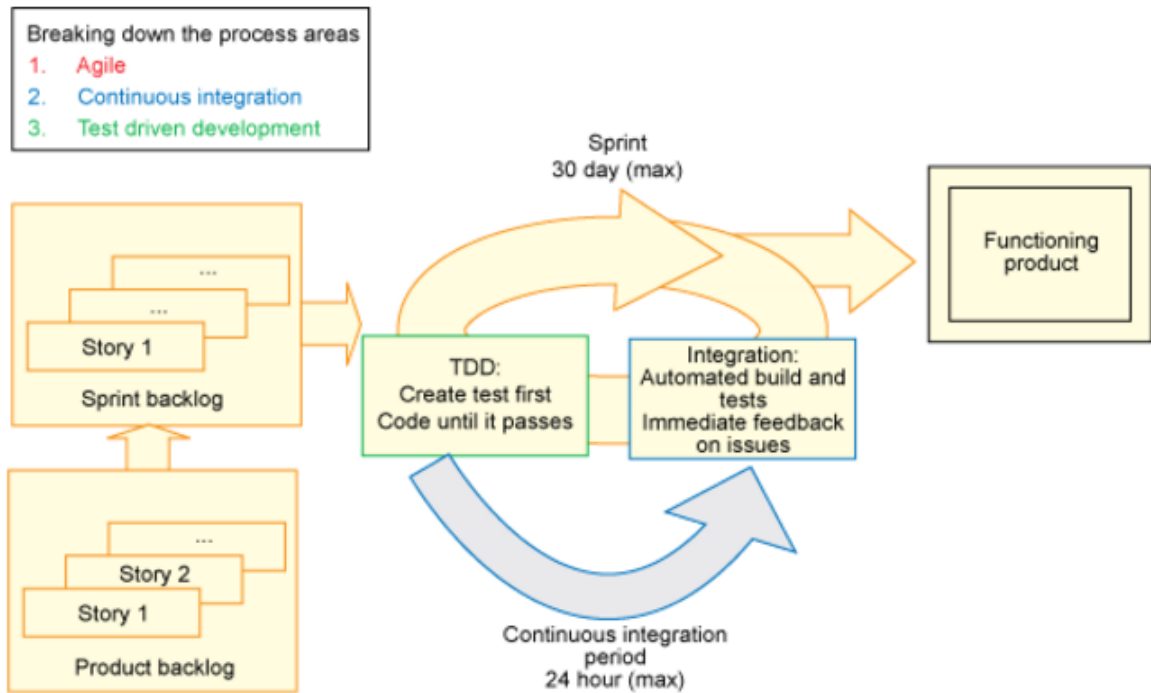 Breaking down the process areas
1. Agile
2. Continuous integration
3. Test driven development
Sprint
30 day (max)
Functioning
product
...
...
Story 1
Sprint backlog
TDD:
Create test first
Code until it passes
Integration:
Automated build and
tests
Immediate feedback
on issues
...
Story 2
Story 1
Product backlog
Continuous integration
period
24 hour (max)